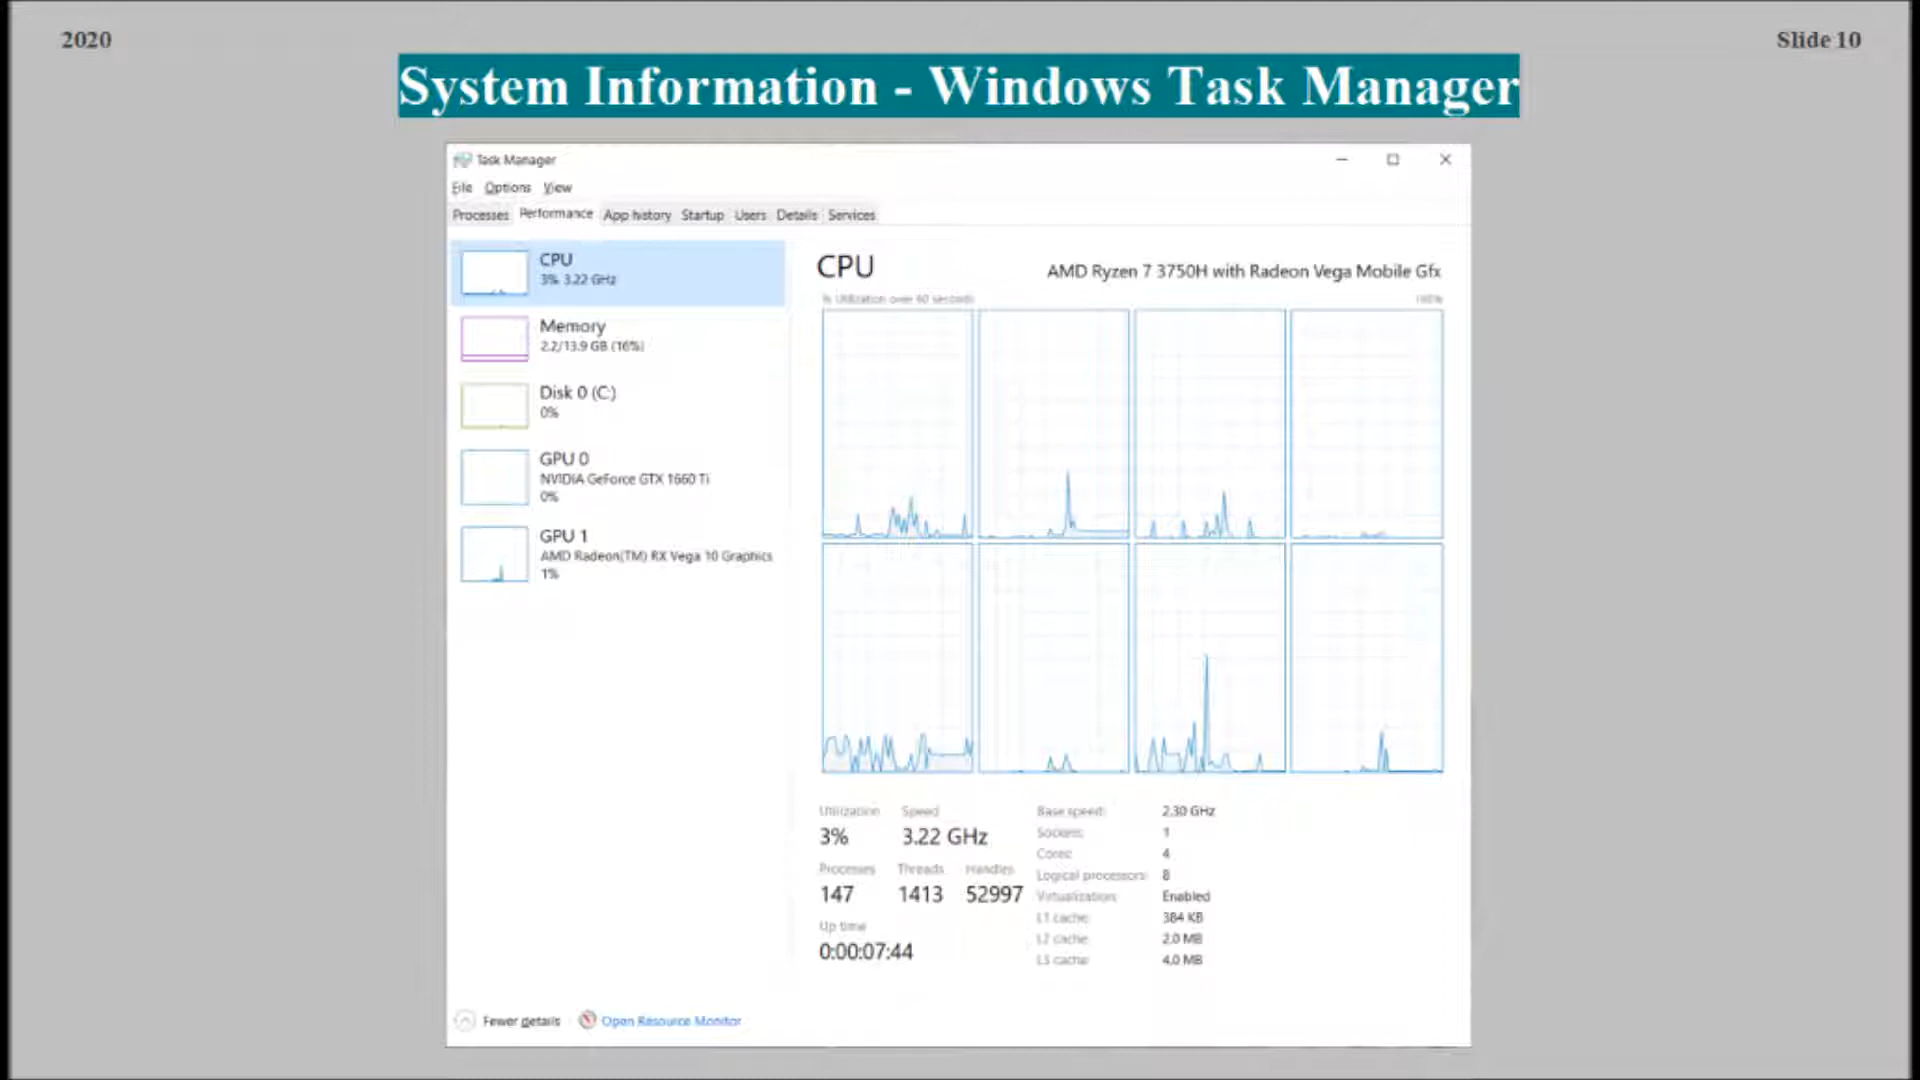 2020
Slide 10
System Information - Windows Task Manager
Task Manager
File Options View
Processes Performance App history Startup Users Details Services
CPU
3% 3.22 GHz
Memory
2.2/13.9 GB (16%)
Disk 0 (C:)
0%
GPU 0
NVIDIA GeForce GTX 1660 Ti
0%
GPU 1
AMD Radeon(TM) RX Vega 10 Graphics
1%
CPU
AMD Ryzen 7 3750H with Radeon Vega Mobile Gfx
% Utilization over 60 seconds
100%
Utilization Speed
3% 3.22 GHz
Processes Threads Handles
147 1413 52997
Up time
0:00:07:44
Base speed: 2.30 GHz
Sockets: 1
Cores: 4
Logical processors: 8
Virtualization: Enabled
L1 cache: 384 KB
L2 cache: 2.0 MB
L3 cache: 4.0 MB
Fewer details Open Resource Monitor